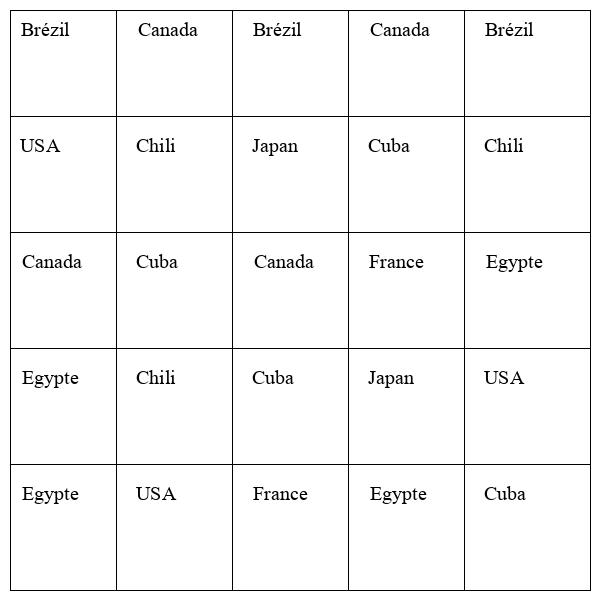 Brézil Canada Brézil Canada Brézil
USA Chili Japan Cuba Chili
Canada Cuba Canada France Egypte
Egypte Chili Cuba Japan USA
Egypte USA France Egypte Cuba